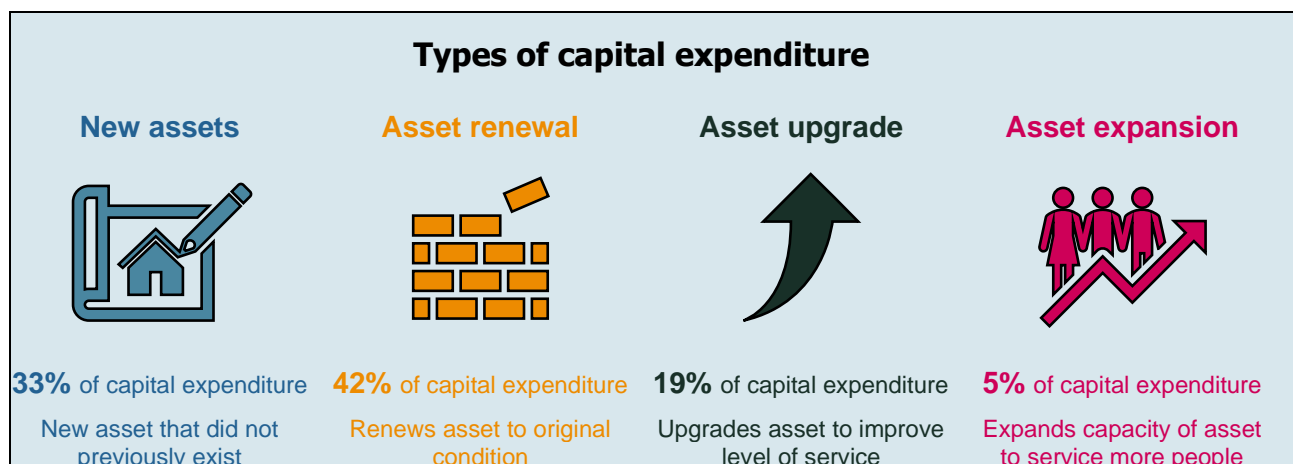 Types of capital expenditure
New assets
Asset renewal
Asset upgrade
Asset expansion
33% of capital expenditure
42% of capital expenditure
19% of capital expenditure
5% of capital expenditure
New asset that did not
previously exist
Renews asset to original
condition
Upgrades asset to improve
level of service
Expands capacity of asset
to service more people